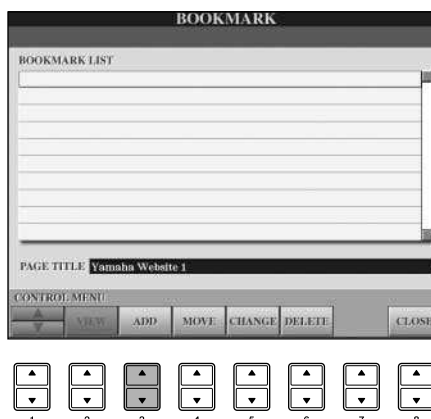 BOOKMARK
BOOKMARK LIST
PAGE TITLE Yamaha Website 1
CONTROL MENU
VIEW ADD MOVE CHANGE DELETE CLOSE
1 2 3 4 5 6 7 8